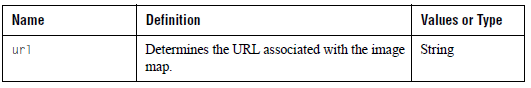 Name Definition Values or Type
url Determines the URL associated with the image String
map.